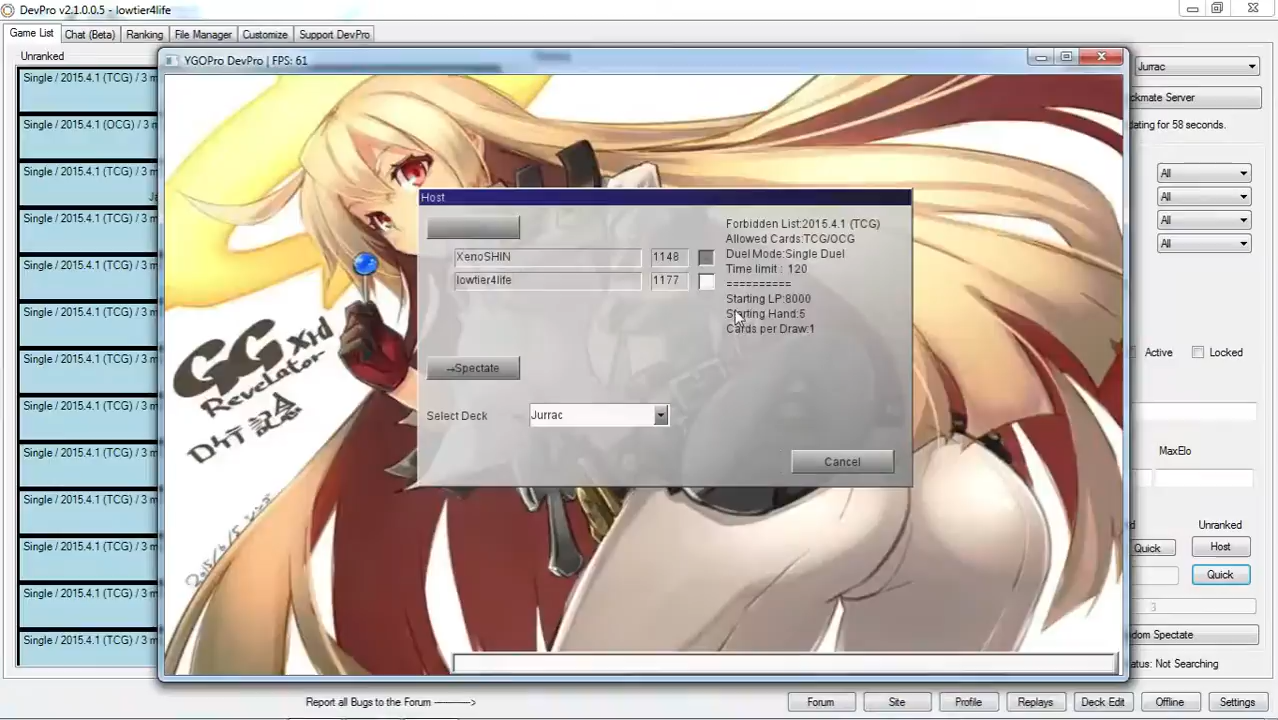 DevPro v2.1.0.0.5 - lowtier4life
Game List
Chat (Beta)
Ranking
File Manager
Customize
Support DevPro
Unranked
YGOPro DevPro | FPS: 61
Jurrac
Single / 2015.4.1 (TCG) / 3 m
ckmate Server
Single / 2015.4.1 (OCG) / 3 m
dating for 58 seconds.
Single / 2015.4.1 (TCG) / 3 m
All
All
All
All
Host
Forbidden List:2015.4.1 (TCG)
Allowed Cards:TCG/OCG
XenoSHIN
1148
Duel Mode:Single Duel
Time limit : 120
lowtier4life
1177
==========
Starting LP:8000
Starting Hand:5
Cards per Draw:1
Single / 2015.4.1 (TCG) / 3 m
Single / 2015.4.1 (TCG) / 3 m
Single / 2015.4.1 (TCG) / 3 m
Single / 2015.4.1 (TCG) / 3 m
Single / 2015.4.1 (TCG) / 3 m
Single / 2015.4.1 (TCG) / 3 m
Single / 2015.4.1 (TCG) / 3 m
Single / 2015.4.1 (TCG) / 3 m
Single / 2015.4.1 (TCG) / 3 m
Single / 2015.4.1 (TCG) / 3 m
GG Xrd
Revelator
→Spectate
Select Deck
Jurrac
Cancel
Active
Locked
MaxElo
Unranked
Quick
Host
Quick
3
dom Spectate
atus: Not Searching
Report all Bugs to the Forum ---------->
Forum
Site
Profile
Replays
Deck Edit
Offline
Settings